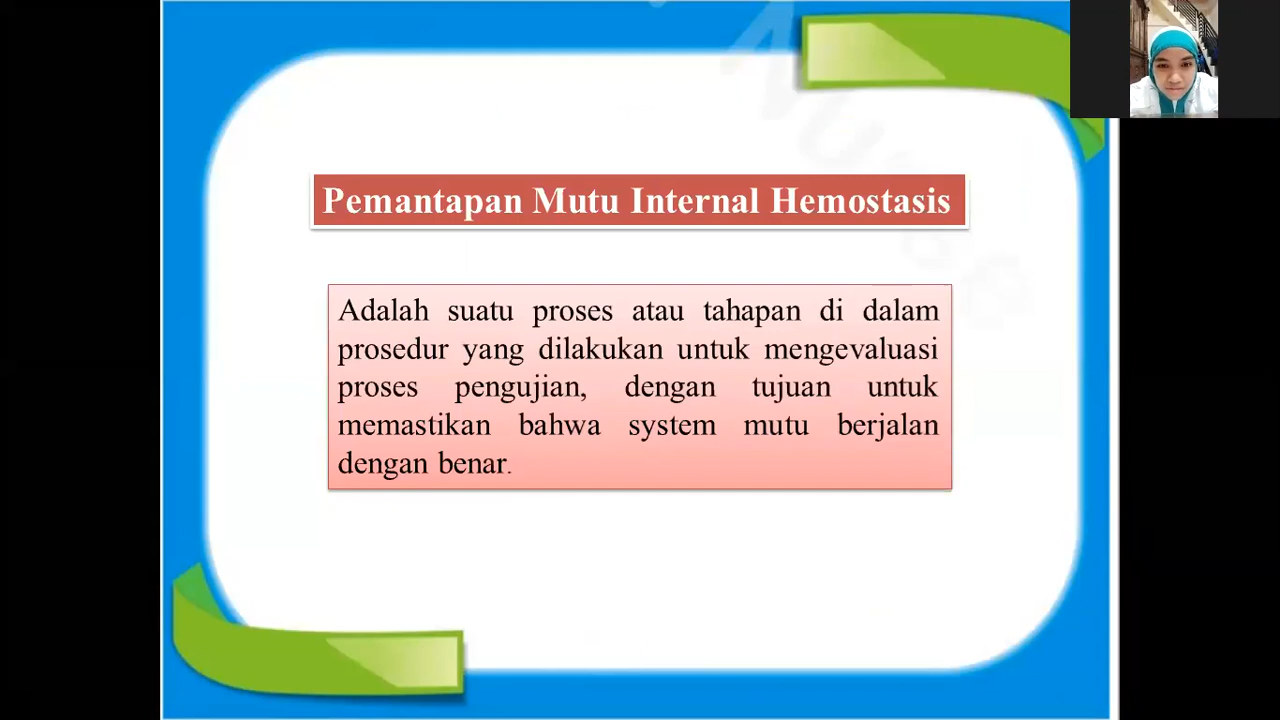 Pemantapan Mutu Internal Hemostasis
Adalah suatu proses atau tahapan di dalam
prosedur yang dilakukan untuk mengevaluasi
proses pengujian, dengan tujuan untuk
memastikan bahwa system mutu berjalan
dengan benar.